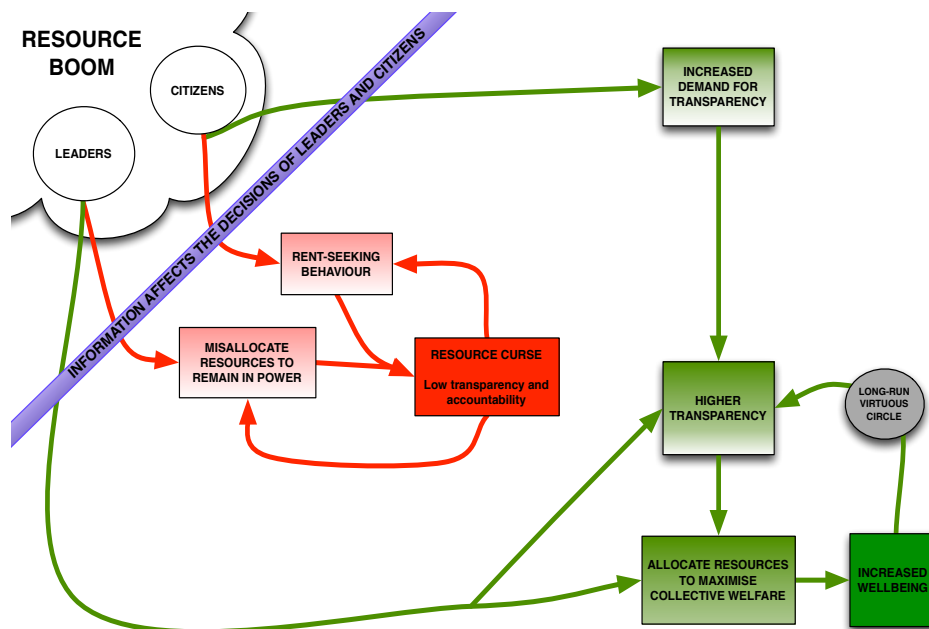 RESOURCE
BOOM
CITIZENS
LEADERS
INFORMATION AFFECTS THE DECISIONS OF LEADERS AND CITIZENS
INCREASED
DEMAND FOR
TRANSPARENCY
RENT-SEEKING
BEHAVIOUR
MISALLOCATE
RESOURCES TO
REMAIN IN POWER
RESOURCE CURSE
Low transparency and
accountability
HIGHER
TRANSPARENCY
LONG-RUN
VIRTUOUS
CIRCLE
ALLOCATE RESOURCES
TO MAXIMISE
COLLECTIVE WELFARE
INCREASED
WELLBEING